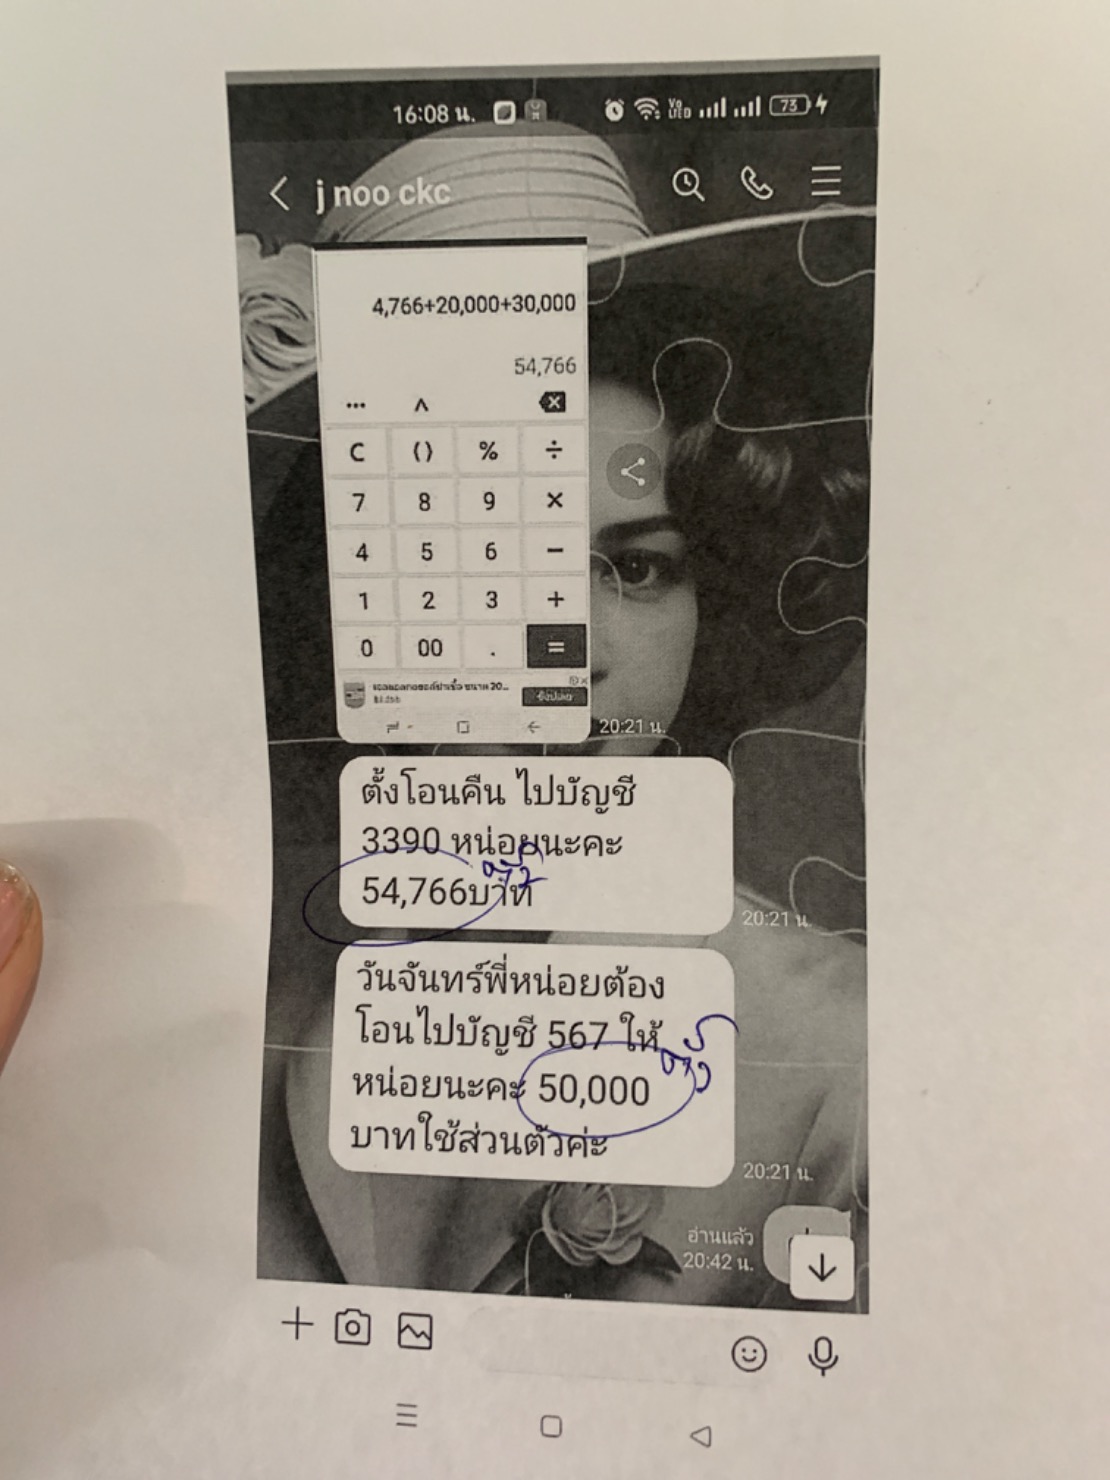 16:08 น.
73
j noo ckc
4,766+20,000+30,000
54,766
C () % ÷
7 8 9 ×
4 5 6 −
1 2 3 +
0 00 . =
20:21 น.
ตั้งโอนคืน ไปบัญชี
3390 หน่อยนะคะ
54,766บาท
20:21 น.
วันจันทร์พี่หน่อยต้อง
โอนไปบัญชี 567 ให้
หน่อยนะคะ 50,000
บาทใช้ส่วนตัวค่ะ
20:21 น.
อ่านแล้ว
20:42 น.